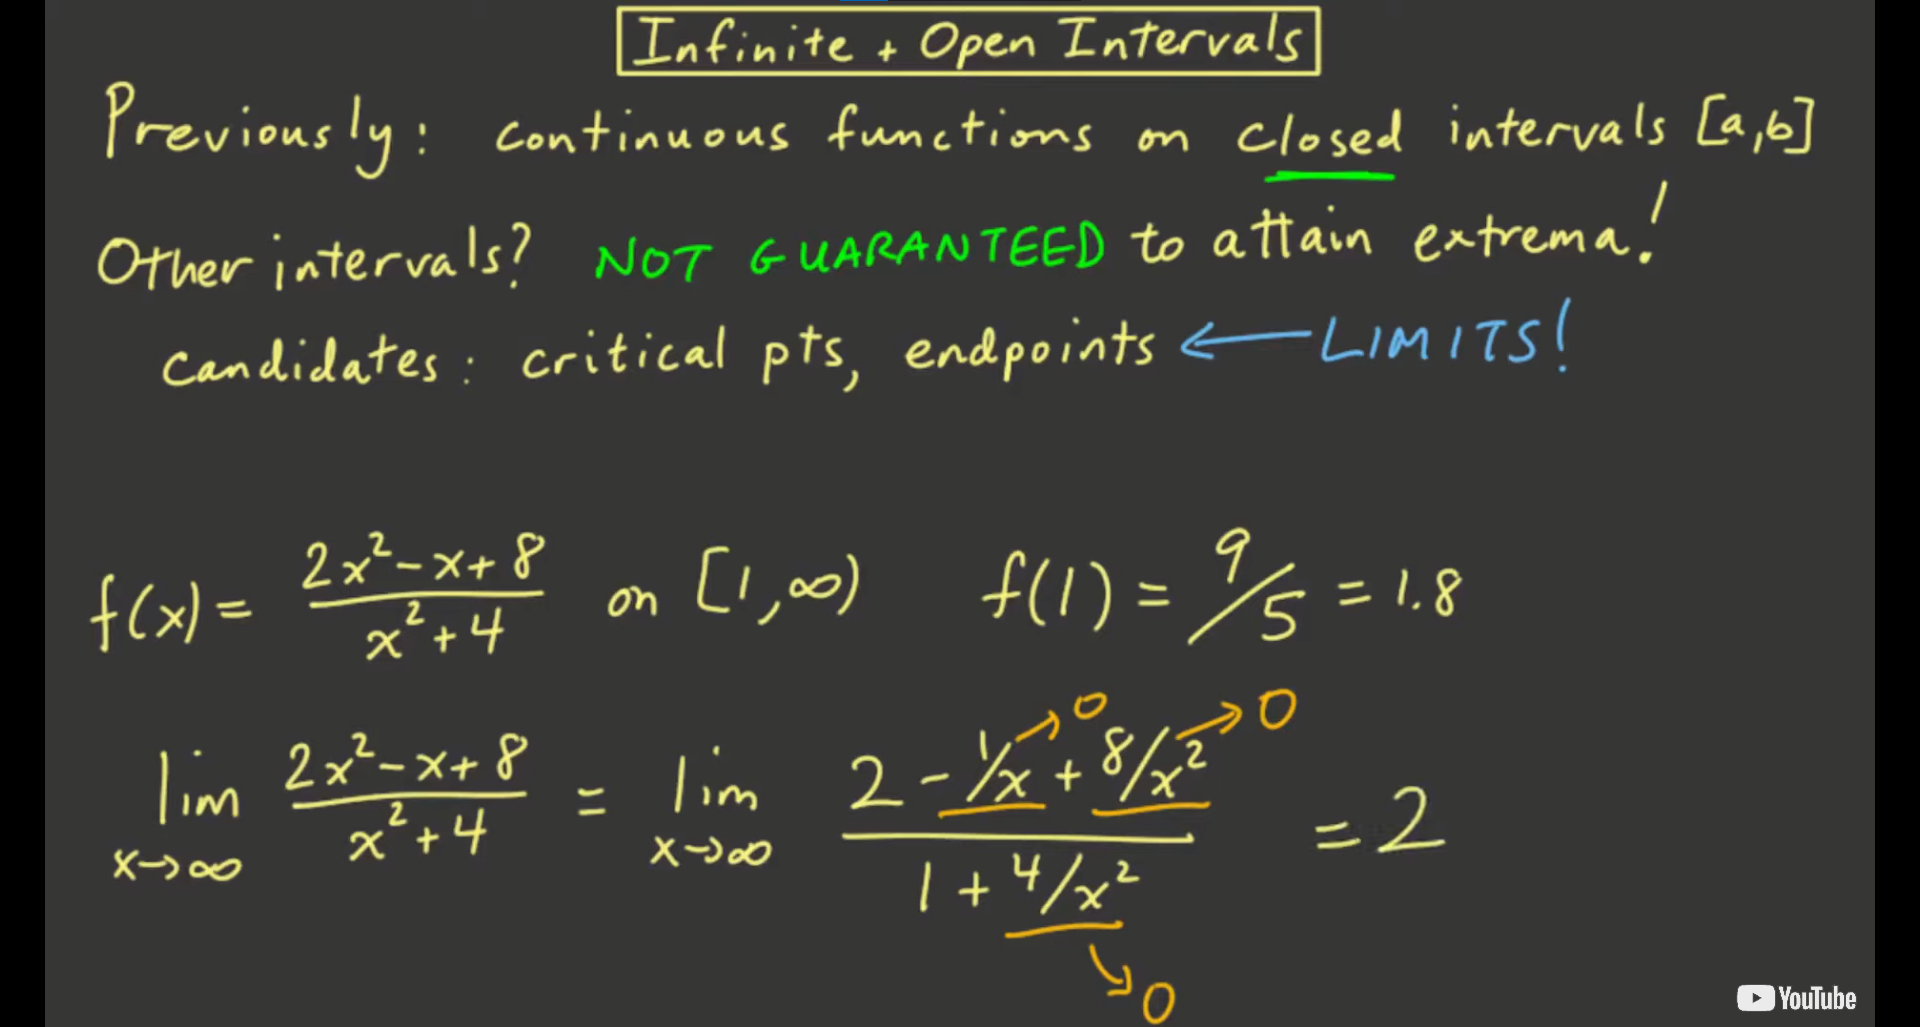 Infinite + Open Intervals
Previously: continuous functions on closed intervals [a,b]
Other intervals? NOT GUARANTEED to attain extrema!
candidates: critical pts, endpoints ← LIMITS!
f(x) = (2x² - x + 8)/(x² + 4) on [1, ∞) f(1) = 9/5 = 1.8
lim x→∞ (2x² - x + 8)/(x² + 4) = lim x→∞ (2 - 1/x → 0 + 8/x² → 0)/(1 + 4/x² → 0) = 2
YouTube